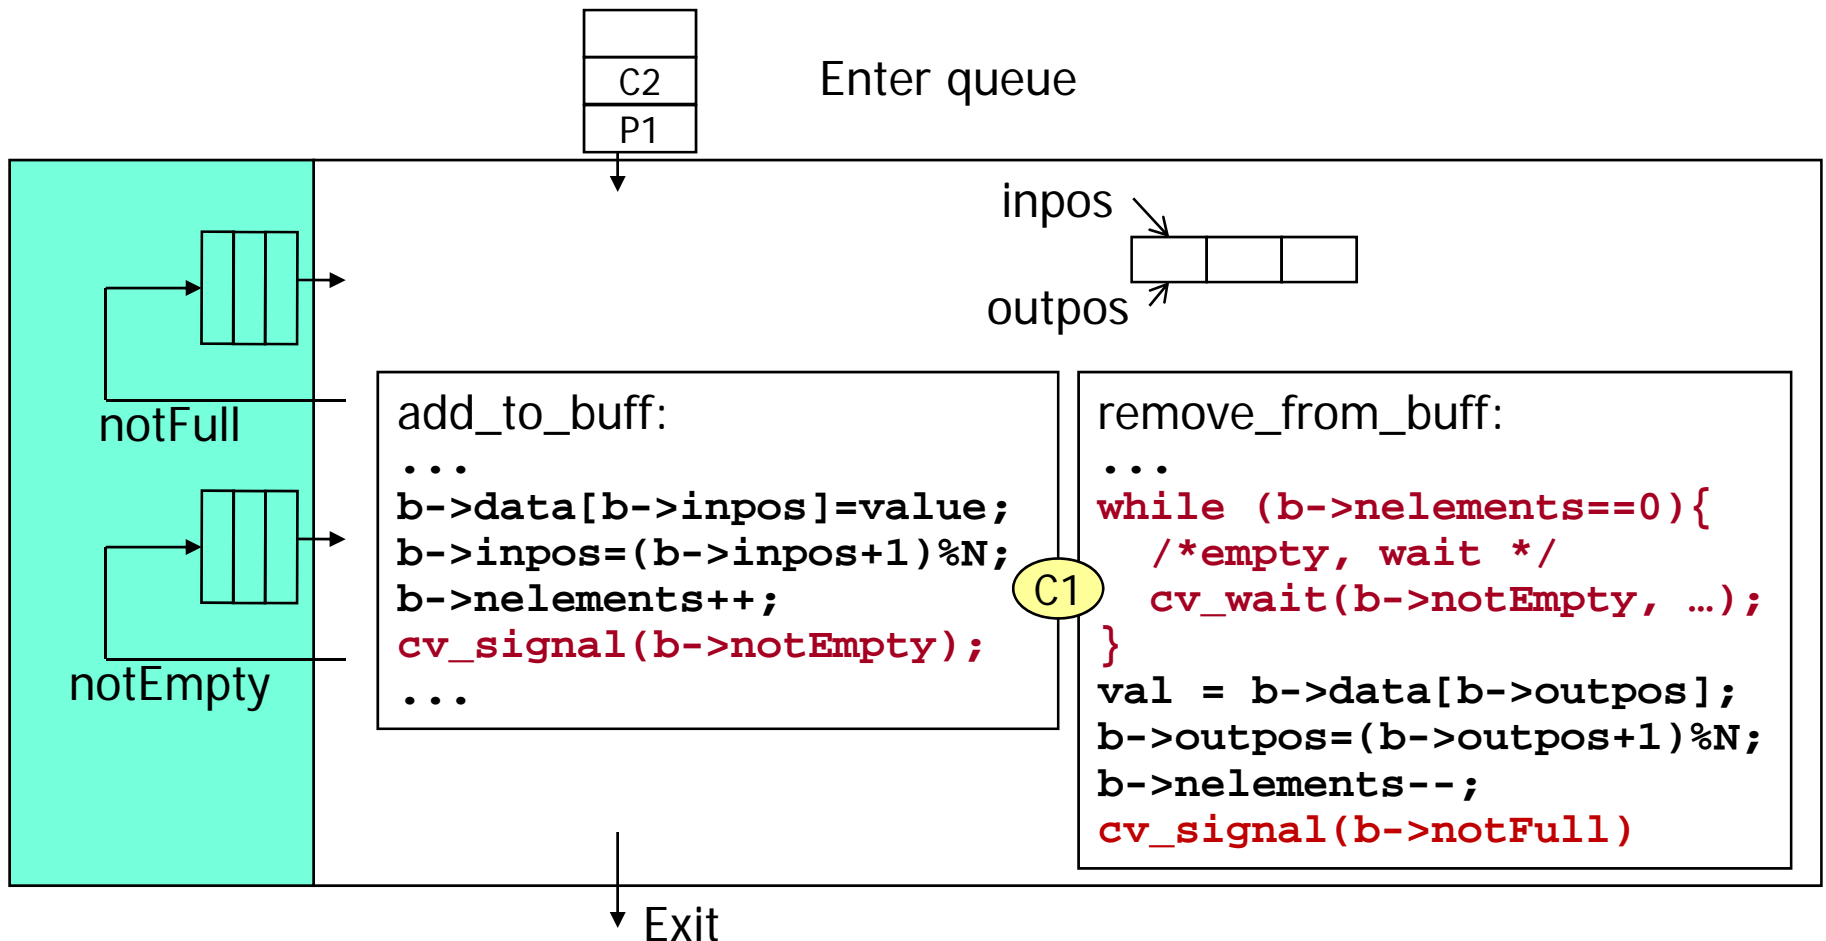 C2
Enter queue
P1
inpos
outpos
notFull
notEmpty
add_to_buff:
...
b->data[b->inpos]=value;
b->inpos=(b->inpos+1)%N;
b->nelements++;
cv_signal(b->notEmpty);
...
C1
remove_from_buff:
...
while (b->nelements==0){
/*empty, wait */
cv_wait(b->notEmpty, …);
}
val = b->data[b->outpos];
b->outpos=(b->outpos+1)%N;
b->nelements--;
cv_signal(b->notFull)
Exit